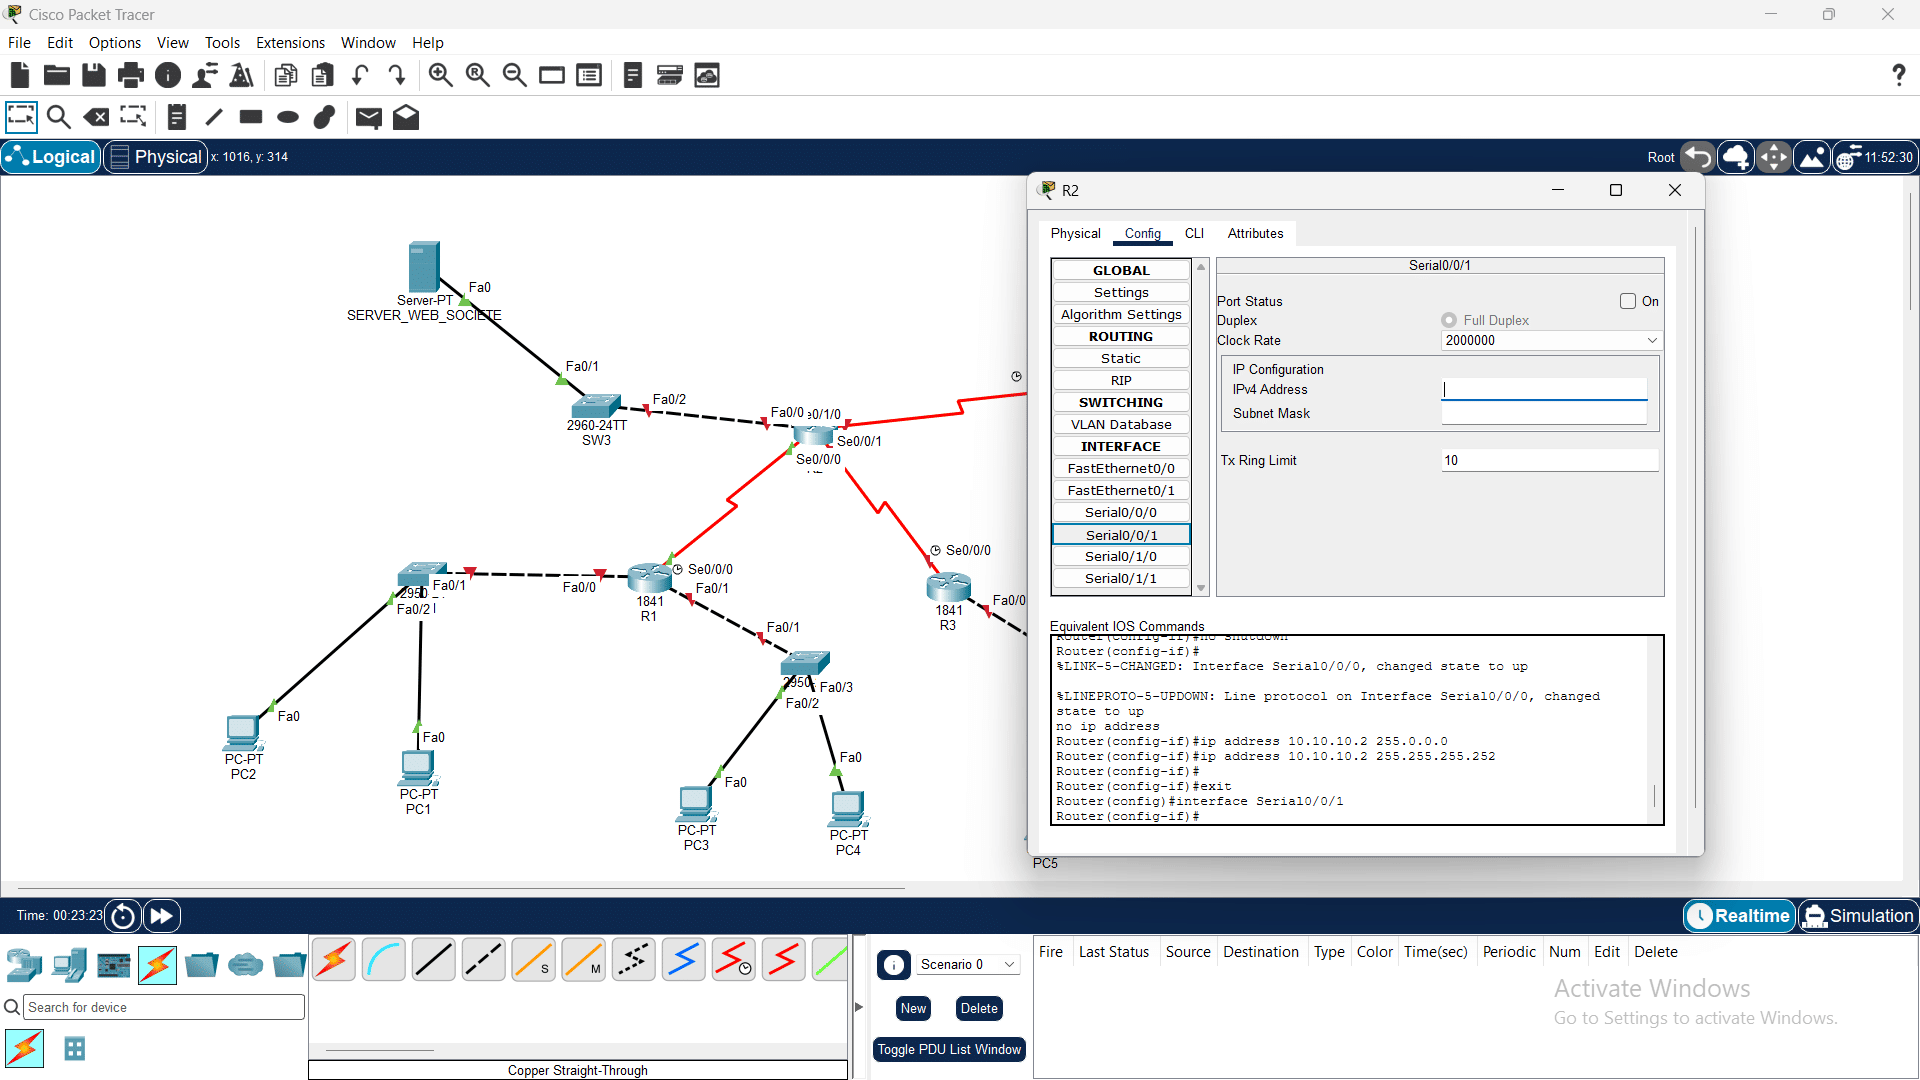 Cisco Packet Tracer
File Edit Options View Tools Extensions Window Help
Logical Physical x: 1016, y: 314
Root 11:52:30
R2
Physical Config CLI Attributes
GLOBAL
Settings
Algorithm Settings
ROUTING
Static
RIP
SWITCHING
VLAN Database
INTERFACE
FastEthernet0/0
FastEthernet0/1
Serial0/0/0
Serial0/0/1
Serial0/1/0
Serial0/1/1
Serial0/0/1
Port Status On
Duplex Full Duplex
Clock Rate 2000000
IP Configuration
IPv4 Address
Subnet Mask
Tx Ring Limit 10
Equivalent IOS Commands
Router(config-if)#no shutdown
Router(config-if)#
%LINK-5-CHANGED: Interface Serial0/0/0, changed state to up
%LINEPROTO-5-UPDOWN: Line protocol on Interface Serial0/0/0, changed
state to up
no ip address
Router(config-if)#ip address 10.10.10.2 255.0.0.0
Router(config-if)#ip address 10.10.10.2 255.255.255.252
Router(config-if)#
Router(config-if)#exit
Router(config)#interface Serial0/0/1
Router(config-if)#
Fa0
Server-PT
SERVER_WEB_SOCIETE
Fa0/1
Fa0/2
2960-24TT
SW3
Fa0/0
Se0/0/1
Se0/0/0
Se0/0/0
Fa0/0
1841
R3
Fa0/1
Fa0/2
Fa0/0
Se0/0/0
Fa0/1
1841
R1
Fa0/1
Fa0/3
Fa0/2
Fa0
PC-PT
PC2
Fa0
PC-PT
PC1
Fa0
PC-PT
PC3
Fa0
PC-PT
PC4
PC5
Time: 00:23:23
Realtime Simulation
Search for device
S
M
Copper Straight-Through
Scenario 0
New Delete
Toggle PDU List Window
Fire Last Status Source Destination Type Color Time(sec) Periodic Num Edit Delete
Activate Windows
Go to Settings to activate Windows.